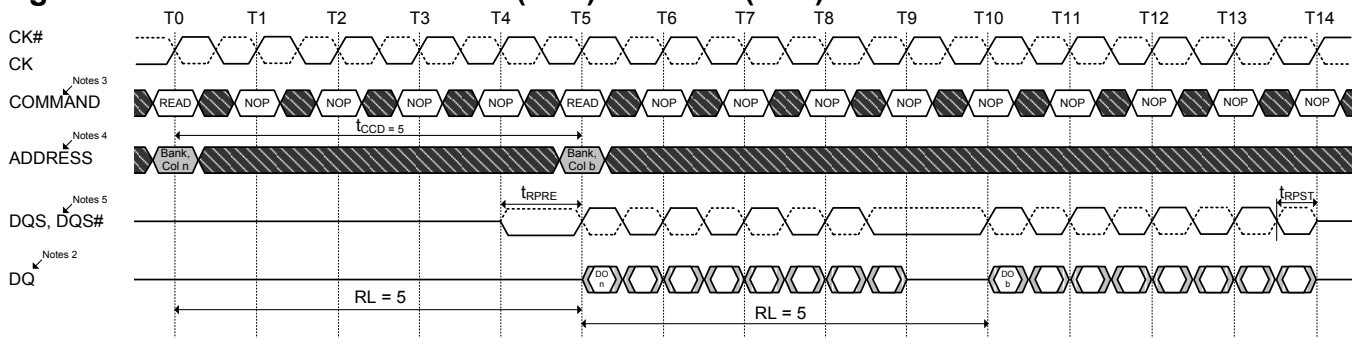 T0 T1 T2 T3 T4 T5 T6 T7 T8 T9 T10 T11 T12 T13 T14
CK#
CK
Notes 3
COMMAND READ NOP NOP NOP NOP READ NOP NOP NOP NOP NOP NOP NOP NOP NOP
tCCD = 5
Notes 4
ADDRESS
Bank, Col n
Bank, Col b
tRPRE
tRPST
Notes 5
DQS, DQS#
Notes 2
DQ
DO n
DO b
RL = 5
RL = 5